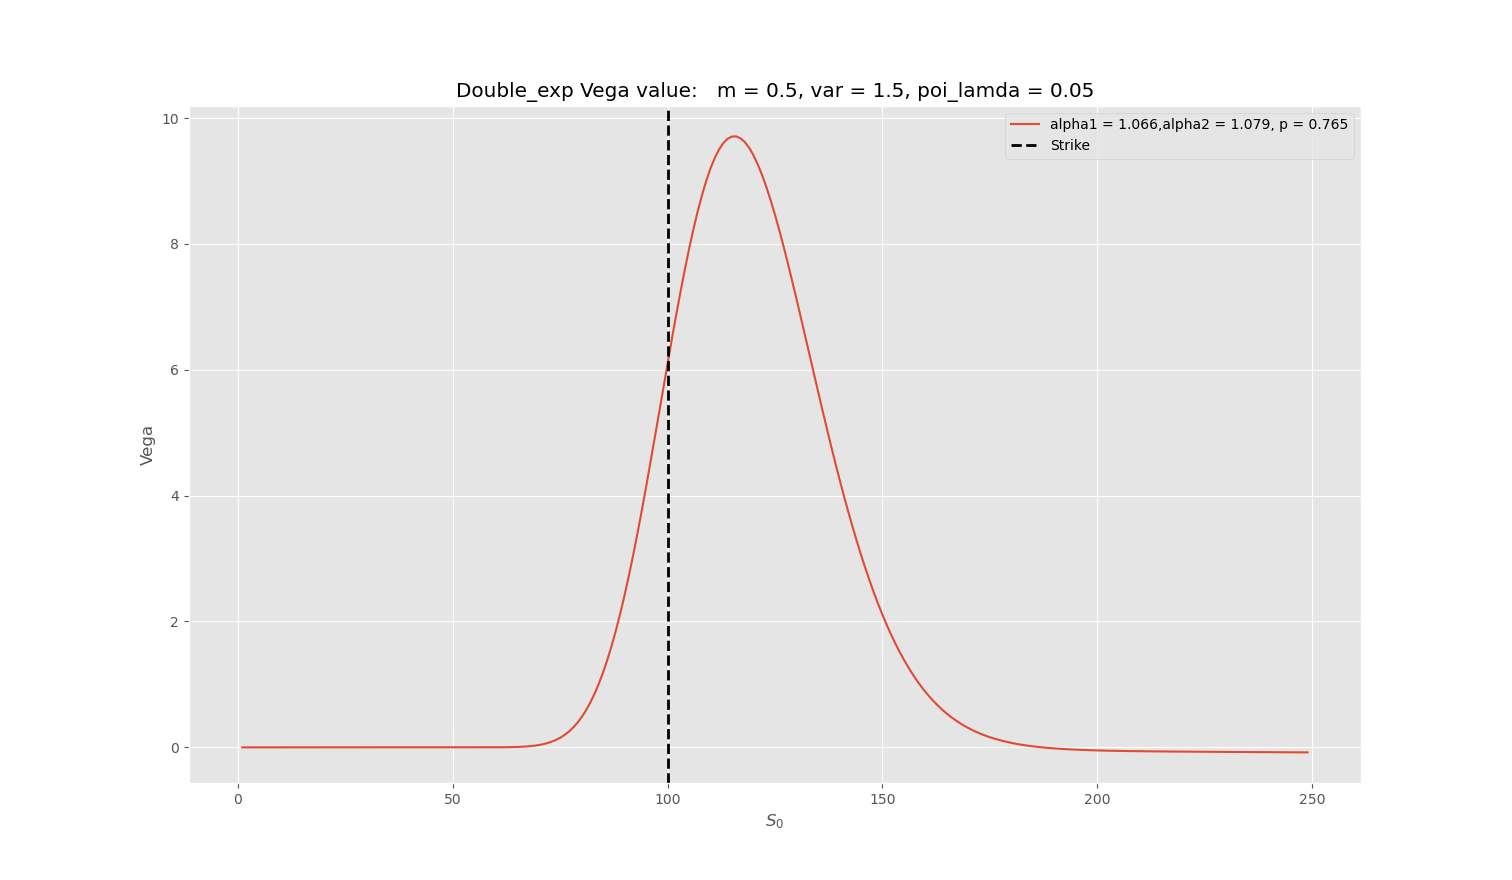 Double_exp Vega value:   m = 0.5, var = 1.5, poi_lamda = 0.05
alpha1 = 1.066,alpha2 = 1.079, p = 0.765
Strike
10
8
6
4
2
0
Vega
0 50 100 150 200 250
S₀